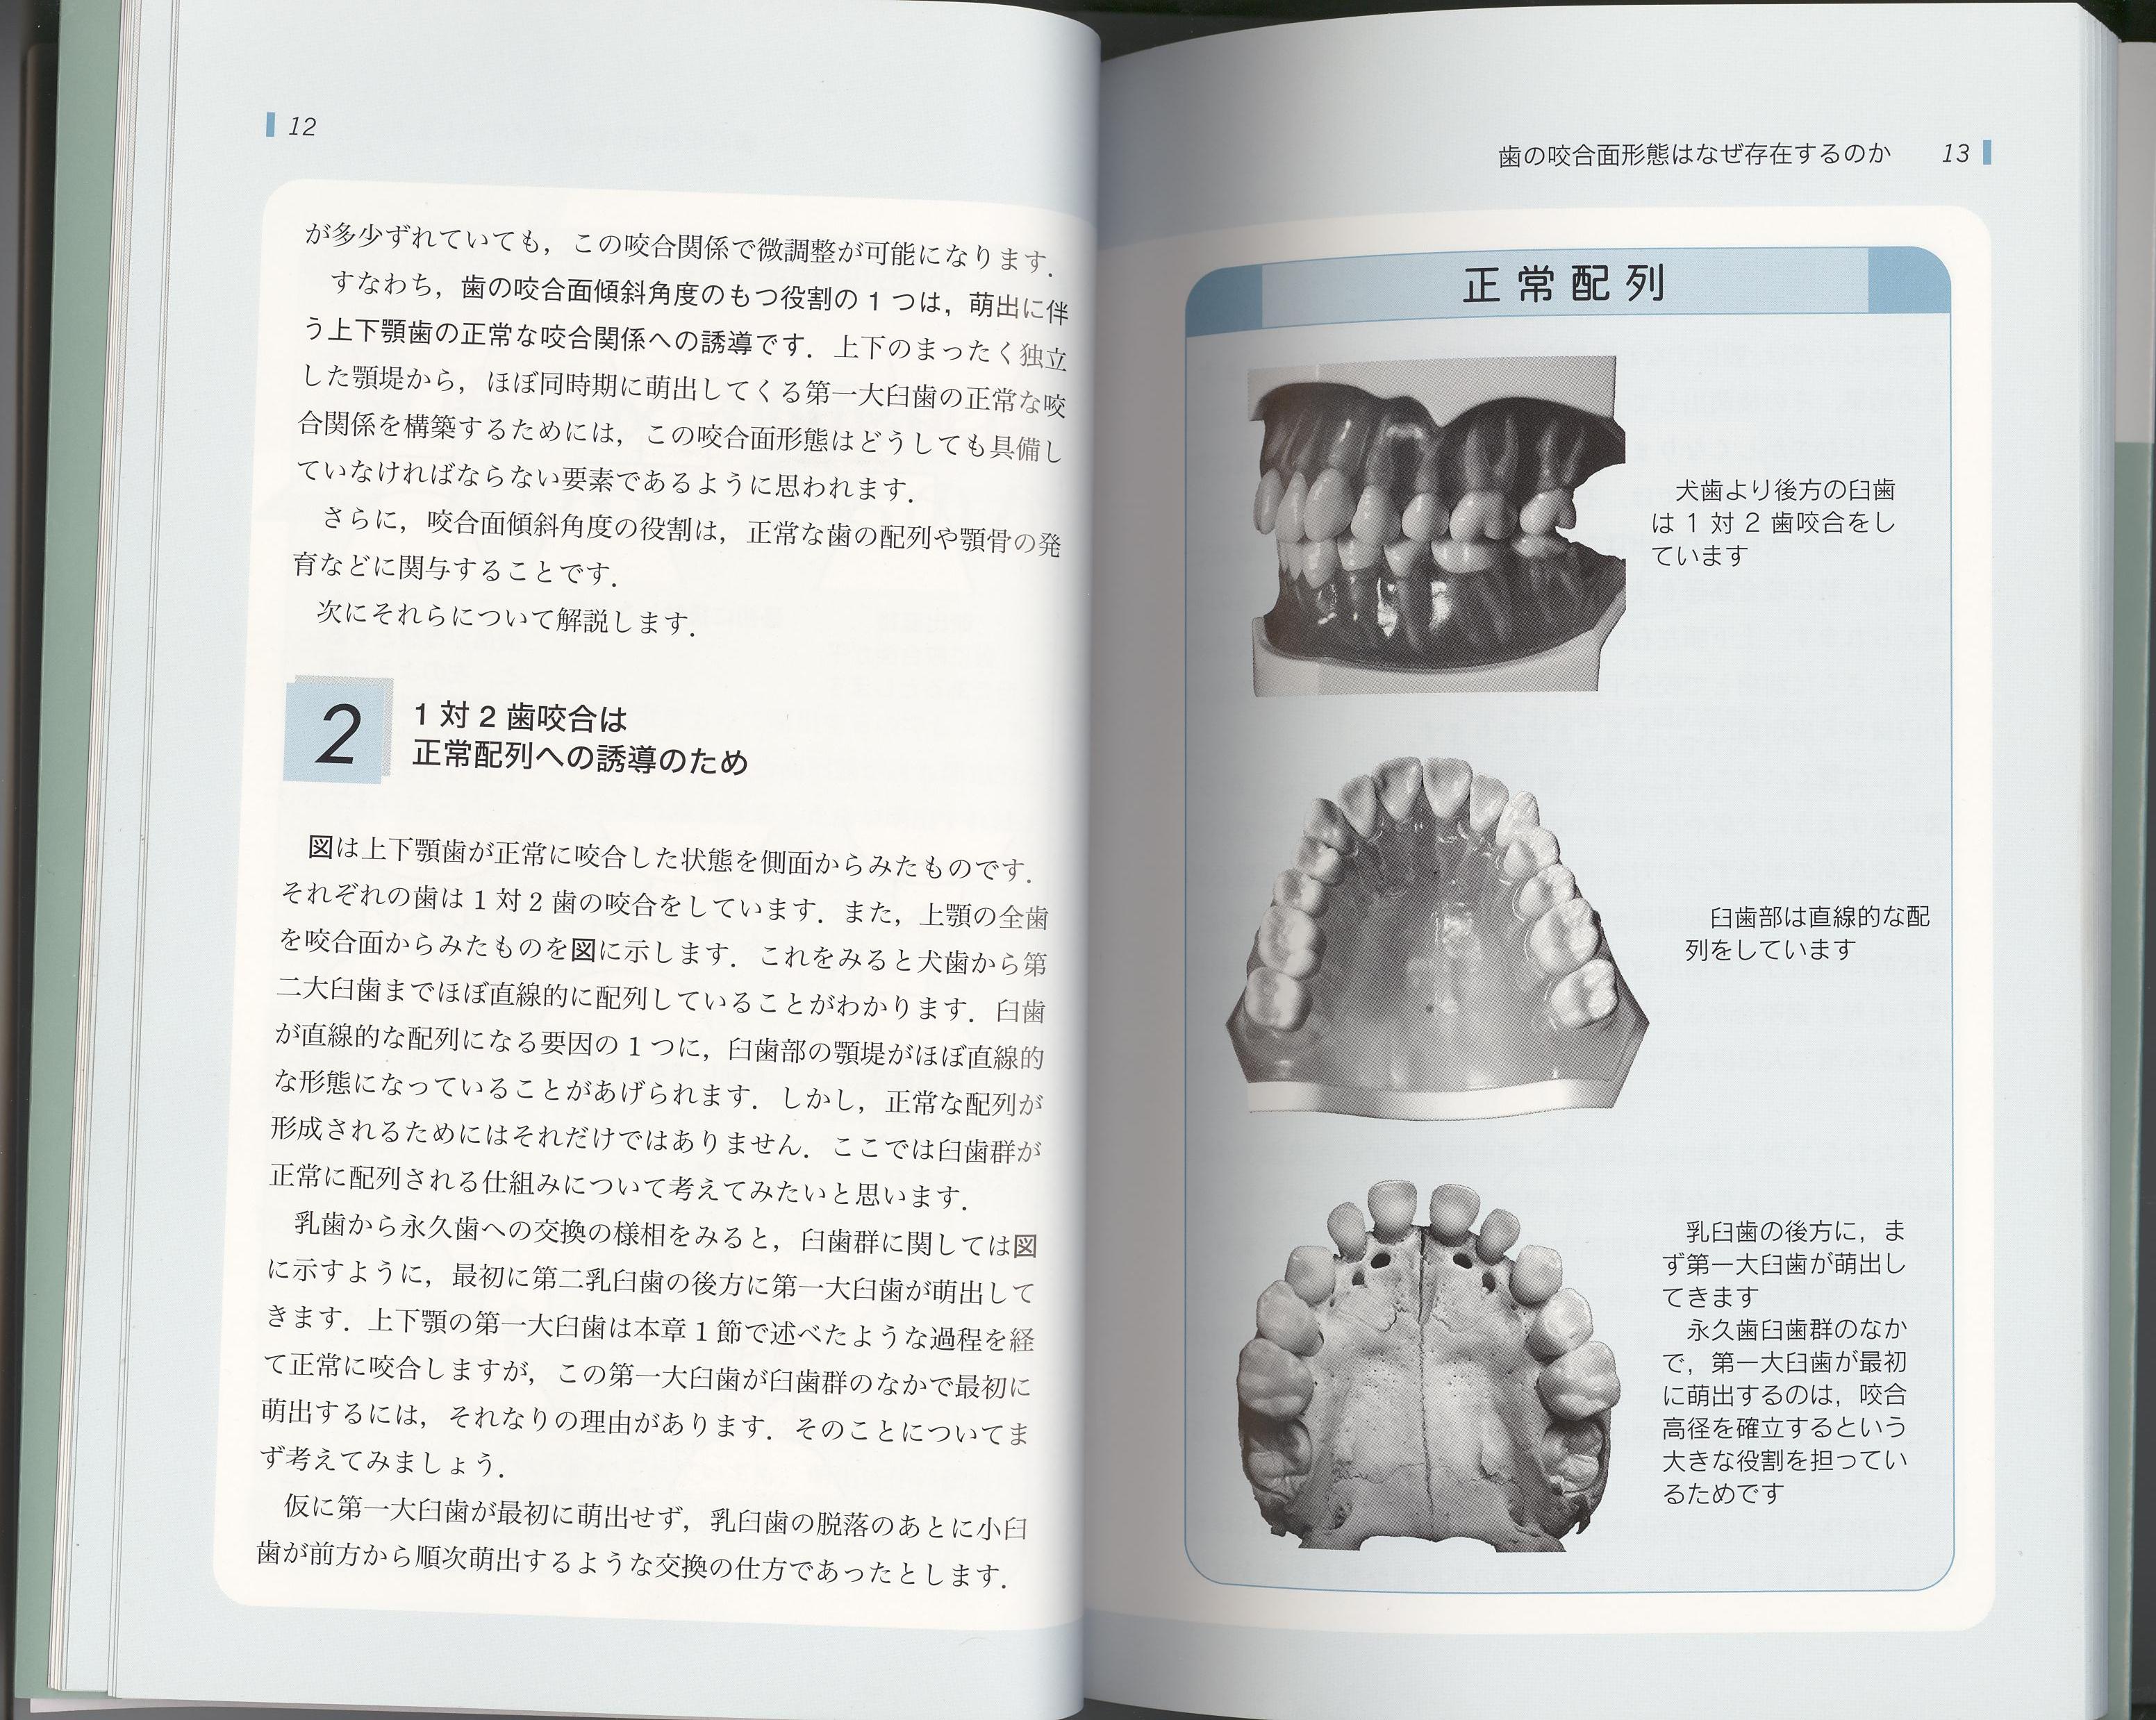 12
が多少ずれていても，この咬合関係で微調整が可能になります．
すなわち，歯の咬合面傾斜角度のもつ役割の 1 つは，萌出に伴
う上下顎歯の正常な咬合関係への誘導です．上下のまったく独立
した顎堤から，ほぼ同時期に萌出してくる第一大臼歯の正常な咬
合関係を構築するためには，この咬合面形態はどうしても具備し
ていなければならない要素であるように思われます．
さらに，咬合面傾斜角度の役割は，正常な歯の配列や顎骨の発
育などに関与することです．
次にそれらについて解説します．
2
1 対 2 歯咬合は
正常配列への誘導のため
図は上下顎歯が正常に咬合した状態を側面からみたものです．
それぞれの歯は 1 対 2 歯の咬合をしています．また，上顎の全歯
を咬合面からみたものを図に示します．これをみると犬歯から第
二大臼歯までほぼ直線的に配列していることがわかります．臼歯
が直線的な配列になる要因の 1 つに，臼歯部の顎堤がほぼ直線的
な形態になっていることがあげられます．しかし，正常な配列が
形成されるためにはそれだけではありません．ここでは臼歯群が
正常に配列される仕組みについて考えてみたいと思います．
乳歯から永久歯への交換の様相をみると，臼歯群に関しては図
に示すように，最初に第二乳臼歯の後方に第一大臼歯が萌出して
きます．上下顎の第一大臼歯は本章 1 節で述べたような過程を経
て正常に咬合しますが，この第一大臼歯が臼歯群のなかで最初に
萌出するには，それなりの理由があります．そのことについてま
ず考えてみましょう．
仮に第一大臼歯が最初に萌出せず，乳臼歯の脱落のあとに小臼
歯が前方から順次萌出するような交換の仕方であったとします．
歯の咬合面形態はなぜ存在するのか 13
正常配列
犬歯より後方の臼歯
は 1 対 2 歯咬合をし
ています
臼歯部は直線的な配
列をしています
乳臼歯の後方に，ま
ず第一大臼歯が萌出し
てきます
永久歯臼歯群のなか
で，第一大臼歯が最初
に萌出するのは，咬合
高径を確立するという
大きな役割を担ってい
るためです